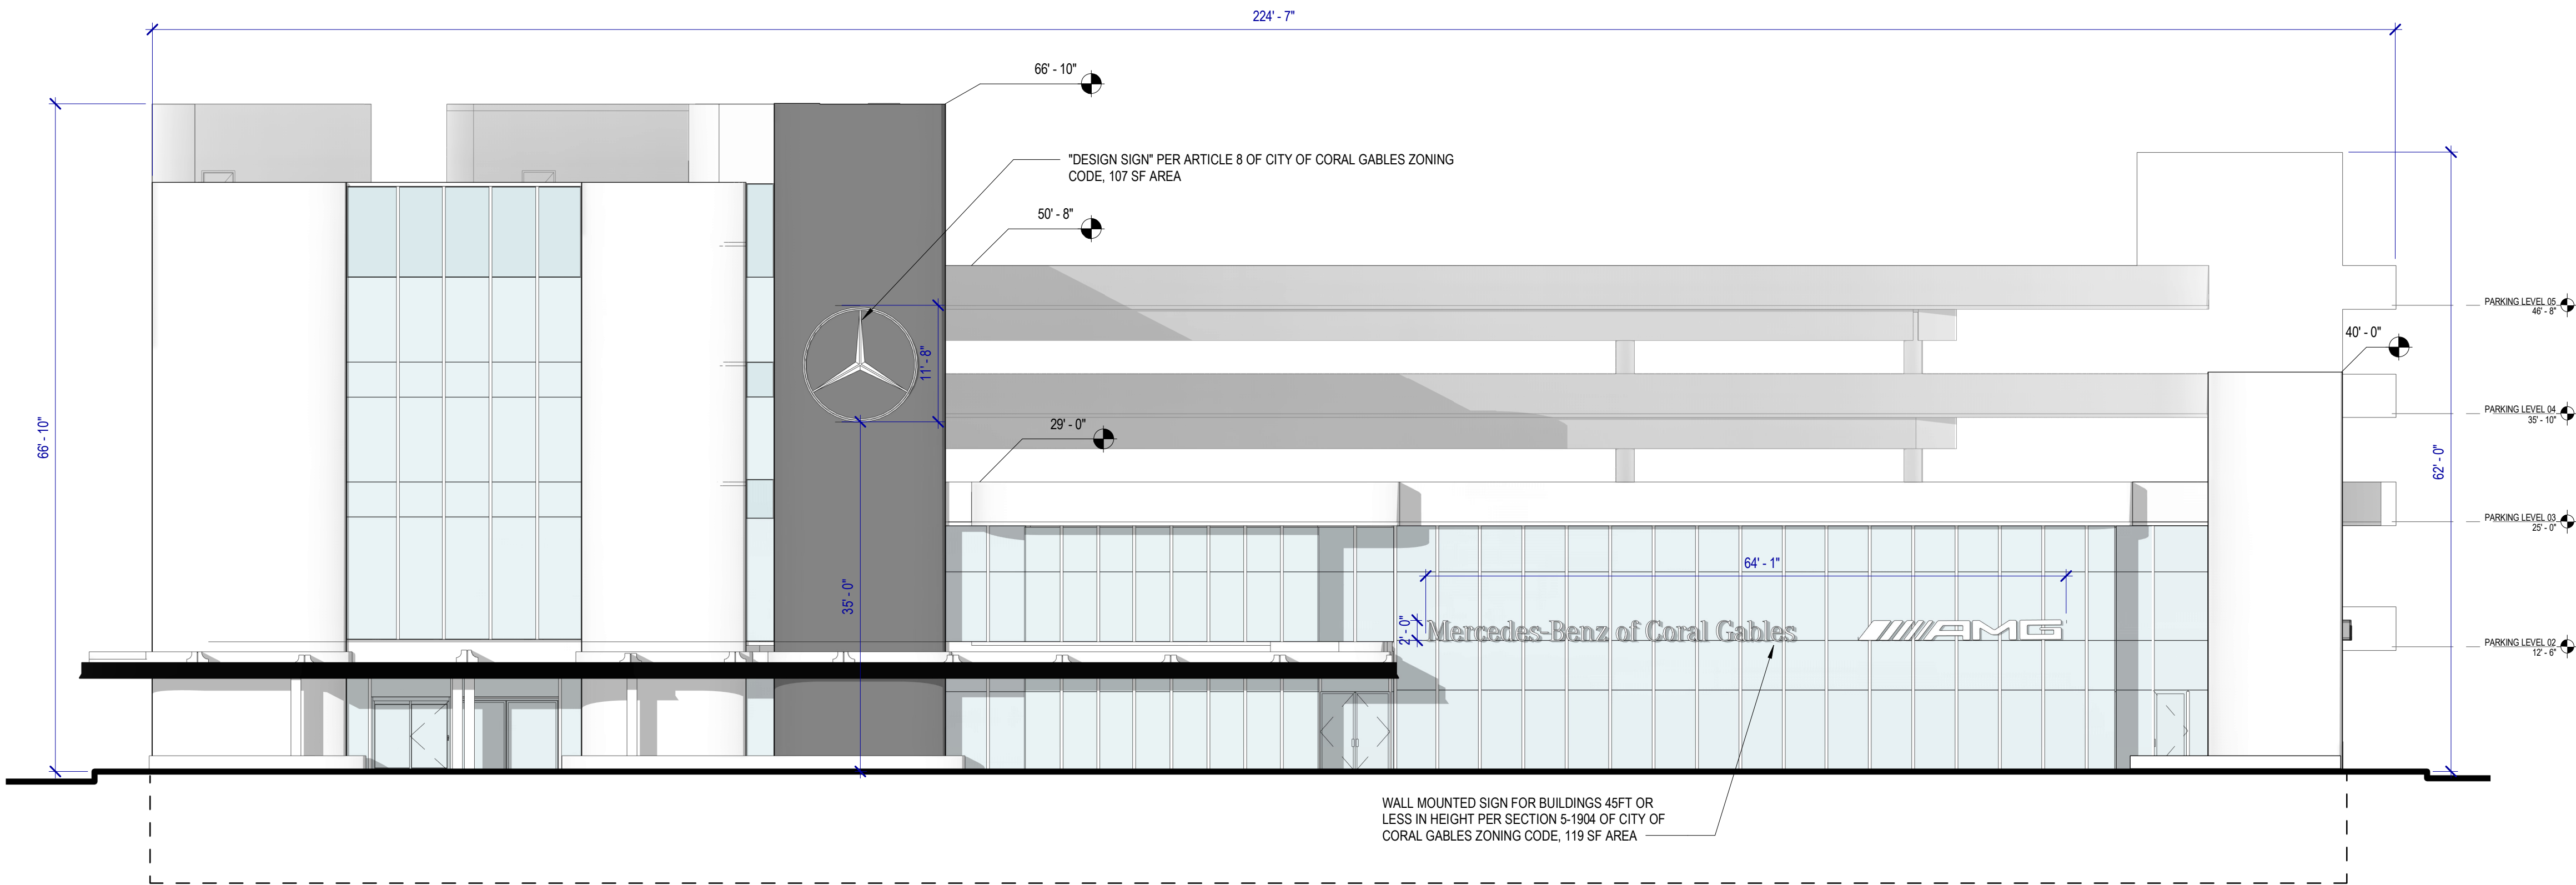 224' - 7"
66' - 10"
"DESIGN SIGN" PER ARTICLE 8 OF CITY OF CORAL GABLES ZONING
CODE, 107 SF AREA
50' - 8"
PARKING LEVEL 05
46' - 8"
40' - 0"
11' - 8"
PARKING LEVEL 04
35' - 10"
29' - 0"
66' - 10"
62' - 0"
PARKING LEVEL 03
25' - 0"
64' - 1"
35' - 0"
2' - 0"
Mercedes-Benz of Coral Gables AMG
PARKING LEVEL 02
12' - 6"
WALL MOUNTED SIGN FOR BUILDINGS 45FT OR
LESS IN HEIGHT PER SECTION 5-1904 OF CITY OF
CORAL GABLES ZONING CODE, 119 SF AREA